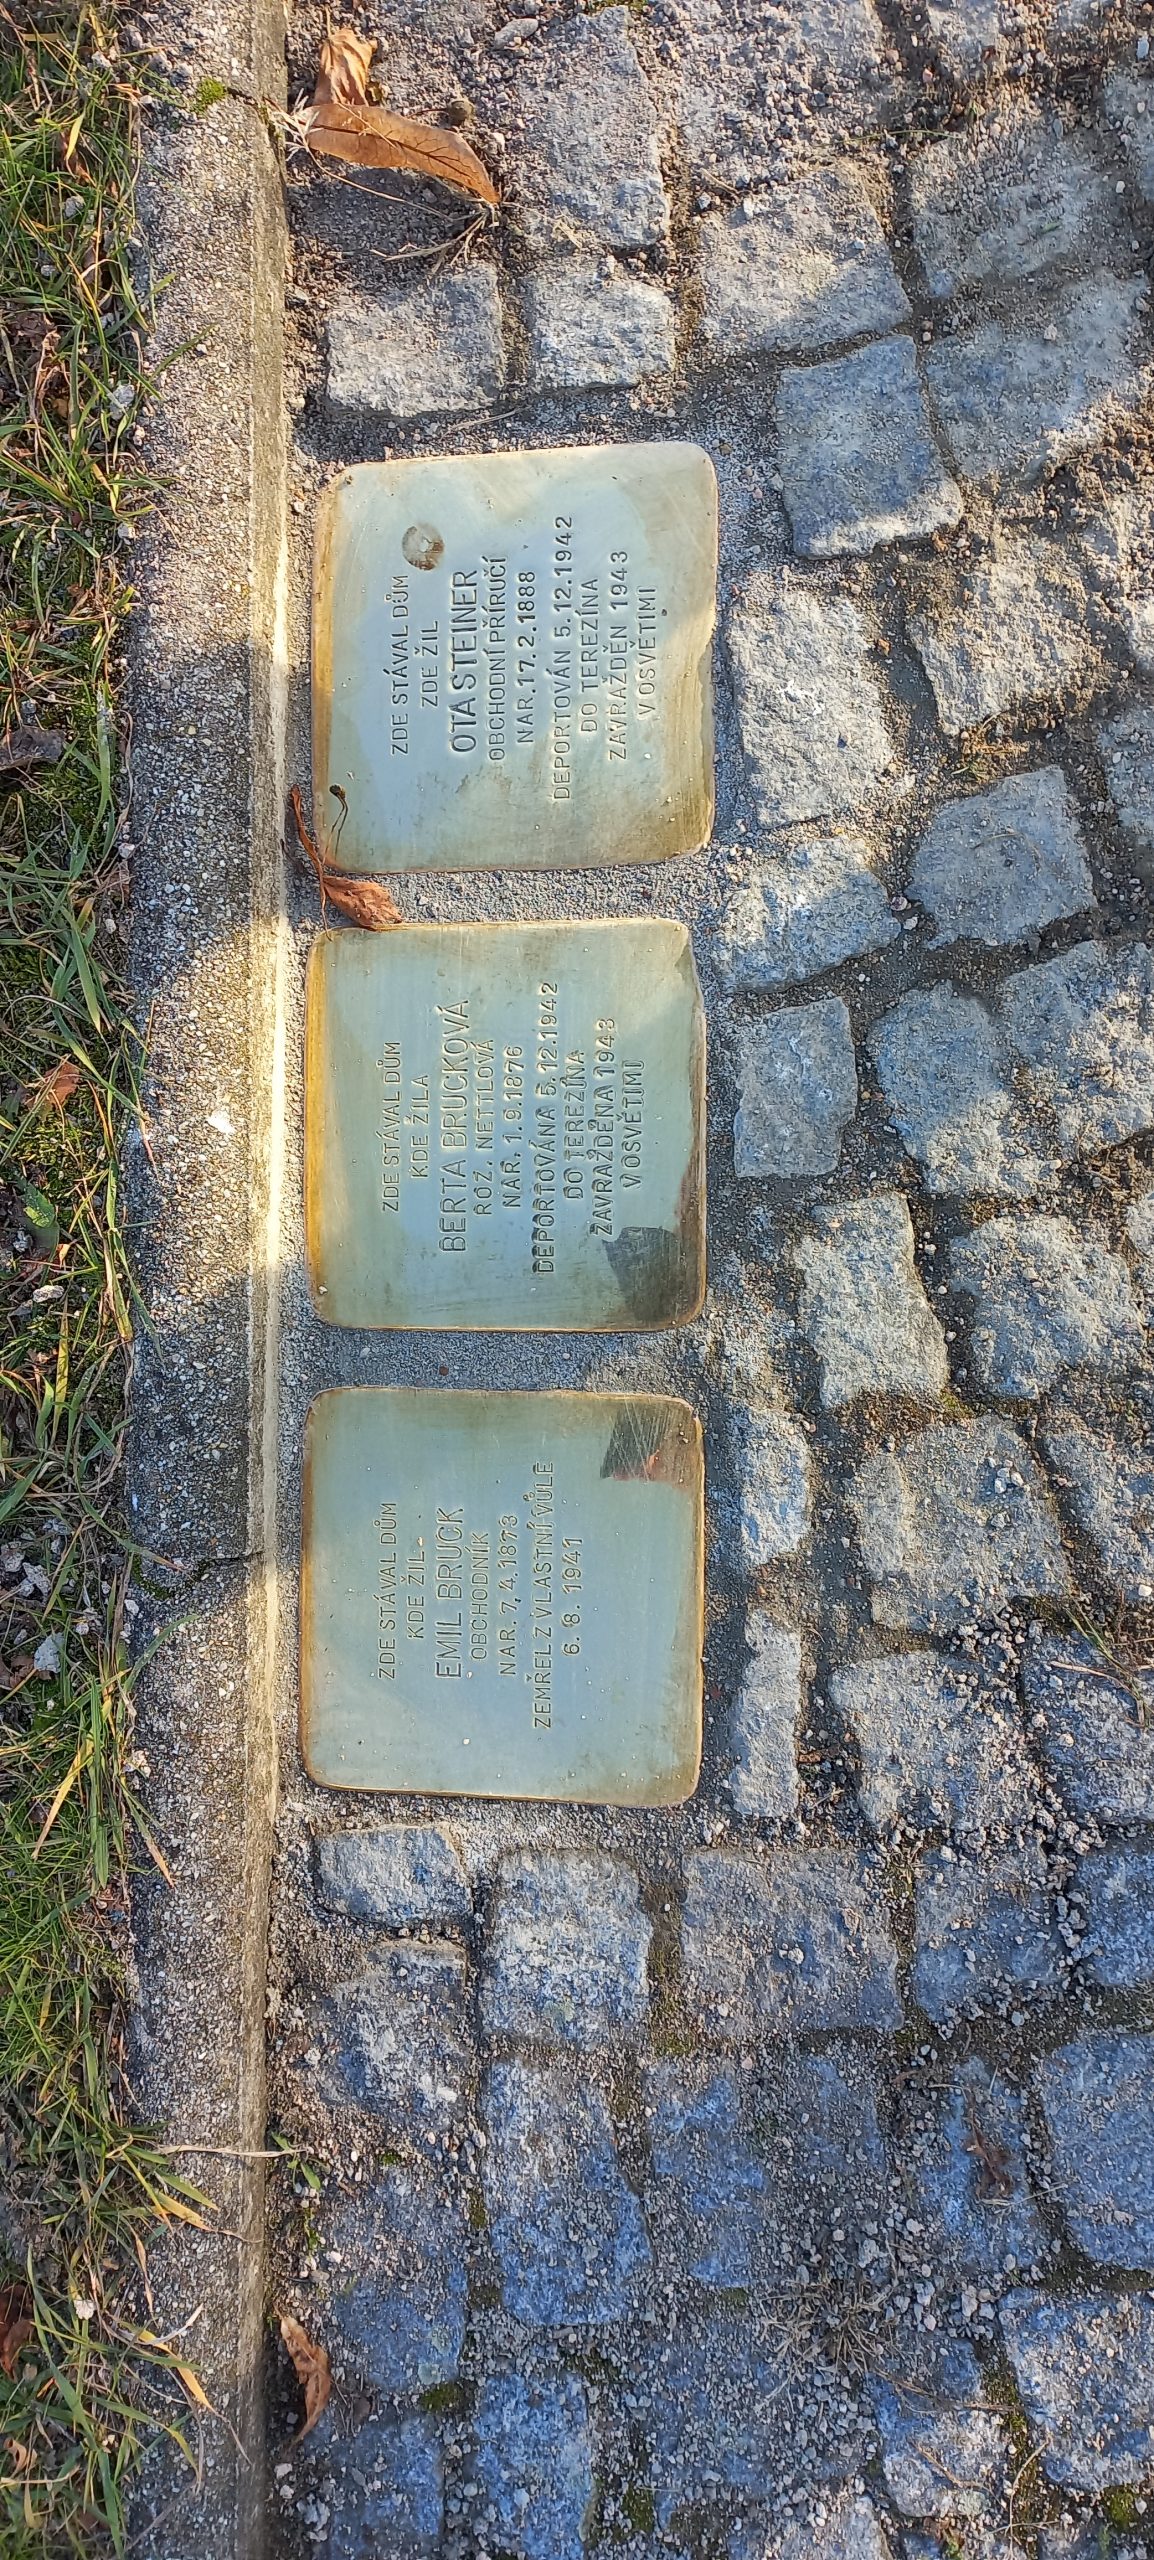 ZDE STÁVAL DŮM
KDE ŽIL
EMIL BRUCK
OBCHODNÍK
NAR. 7. 4. 1873
ZEMŘEL Z VLASTNÍ VŮLE
6. 8. 1941
ZDE STÁVAL DŮM
KDE ŽILA
BERTA BRUCKOVÁ
ROZ. NETTLOVÁ
NAR. 1. 9. 1876
DEPORTOVÁNA 5. 12. 1942
DO TEREZÍNA
ZAVRAŽDĚNA 1943
V OSVĚTIMI
ZDE STÁVAL DŮM
ZDE ŽIL
OTA STEINER
OBCHODNÍ PŘÍRUČÍ
NAR. 17. 2. 1888
DEPORTOVÁN 5. 12. 1942
DO TEREZÍNA
ZAVRAŽDĚN 1943
V OSVĚTIMI